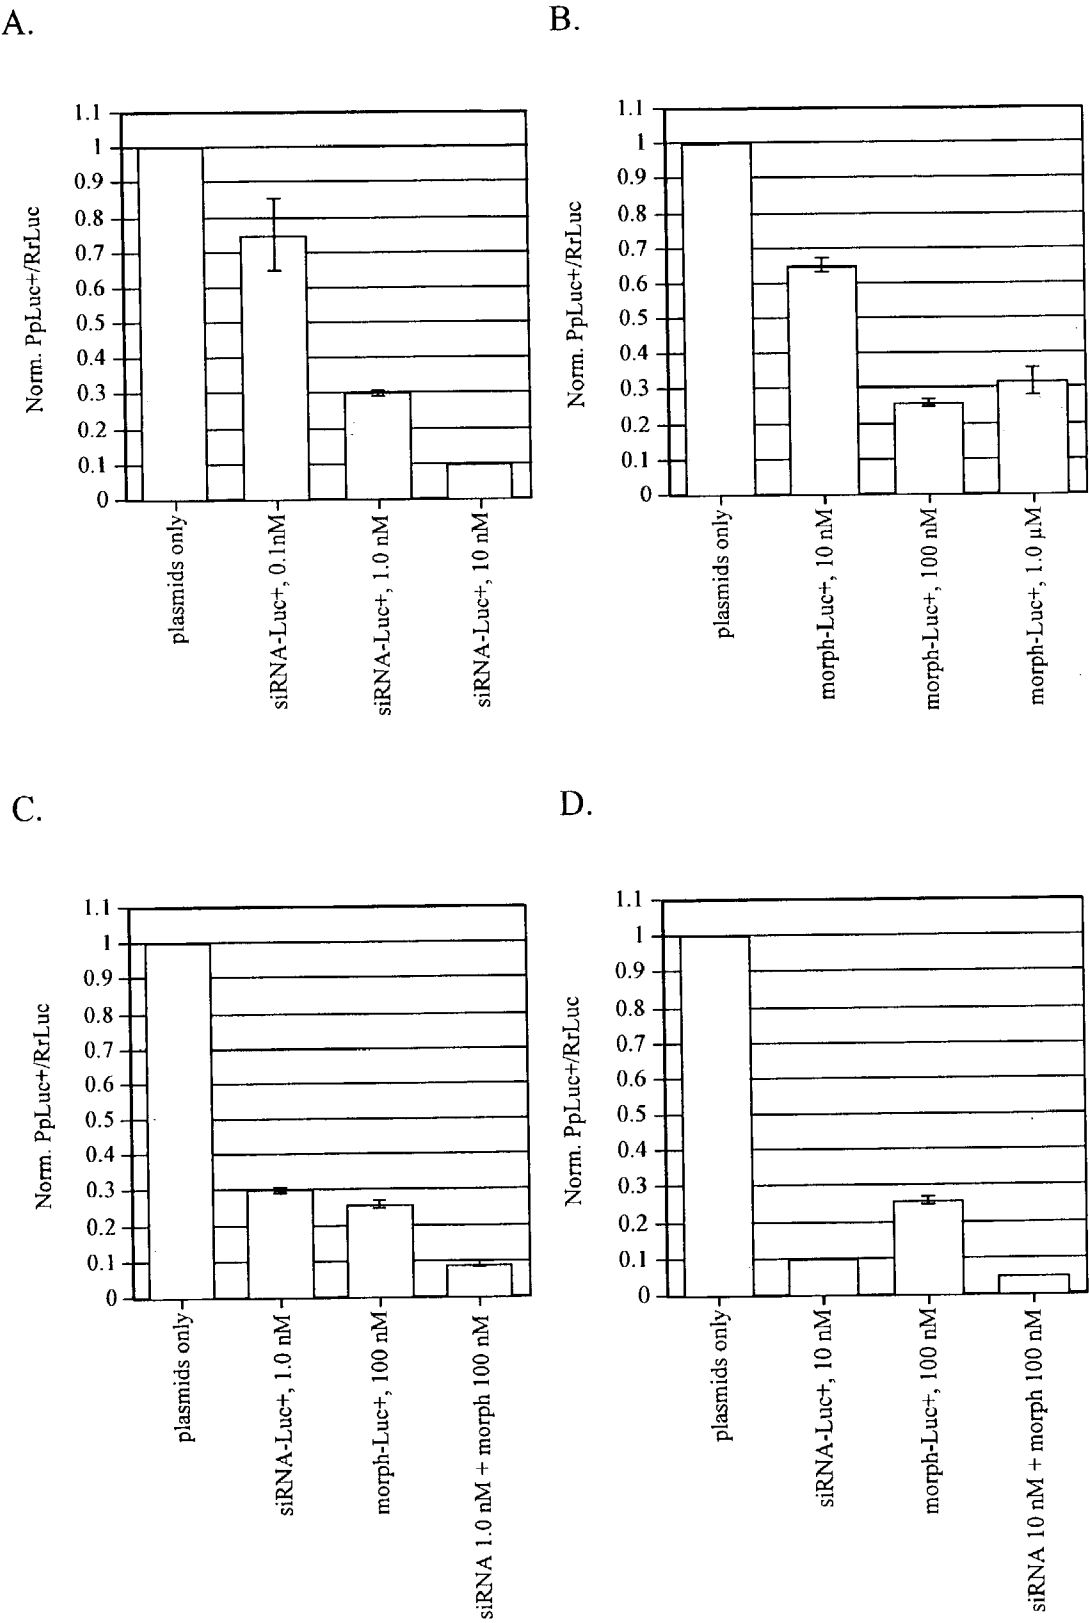 A.
Norm. PpLuc+/RrLuc
1.1
1
0.9
0.8
0.7
0.6
0.5
0.4
0.3
0.2
0.1
0
plasmids only
siRNA-Luc+, 0.1nM
siRNA-Luc+, 1.0 nM
siRNA-Luc+, 10 nM
B.
Norm. PpLuc+/RrLuc
1.1
1
0.9
0.8
0.7
0.6
0.5
0.4
0.3
0.2
0.1
0
plasmids only
morph-Luc+, 10 nM
morph-Luc+, 100 nM
morph-Luc+, 1.0 µM
C.
Norm. PpLuc+/RrLuc
1.1
1
0.9
0.8
0.7
0.6
0.5
0.4
0.3
0.2
0.1
0
plasmids only
siRNA-Luc+, 1.0 nM
morph-Luc+, 100 nM
siRNA 1.0 nM + morph 100 nM
D.
Norm. PpLuc+/RrLuc
1.1
1
0.9
0.8
0.7
0.6
0.5
0.4
0.3
0.2
0.1
0
plasmids only
siRNA-Luc+, 10 nM
morph-Luc+, 100 nM
siRNA 10 nM + morph 100 nM